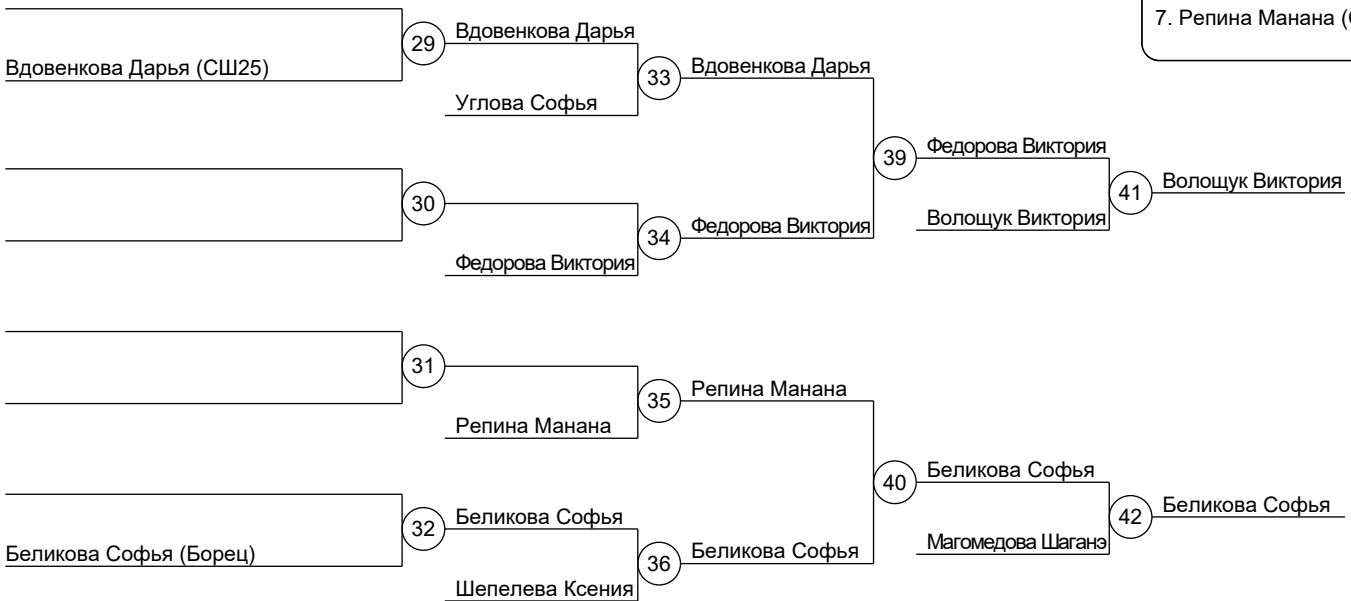 7. Репина Манана (
29
Вдовенкова Дарья
Вдовенкова Дарья (СШ25)
33
Вдовенкова Дарья
Углова Софья
39
Федорова Виктория
30
41
Волощук Виктория
34
Федорова Виктория
Волощук Виктория
Федорова Виктория
31
35
Репина Манана
Репина Манана
40
Беликова Софья
32
Беликова Софья
42
Беликова Софья
Беликова Софья (Борец)
36
Беликова Софья
Магомедова Шаганэ
Шепелева Ксения